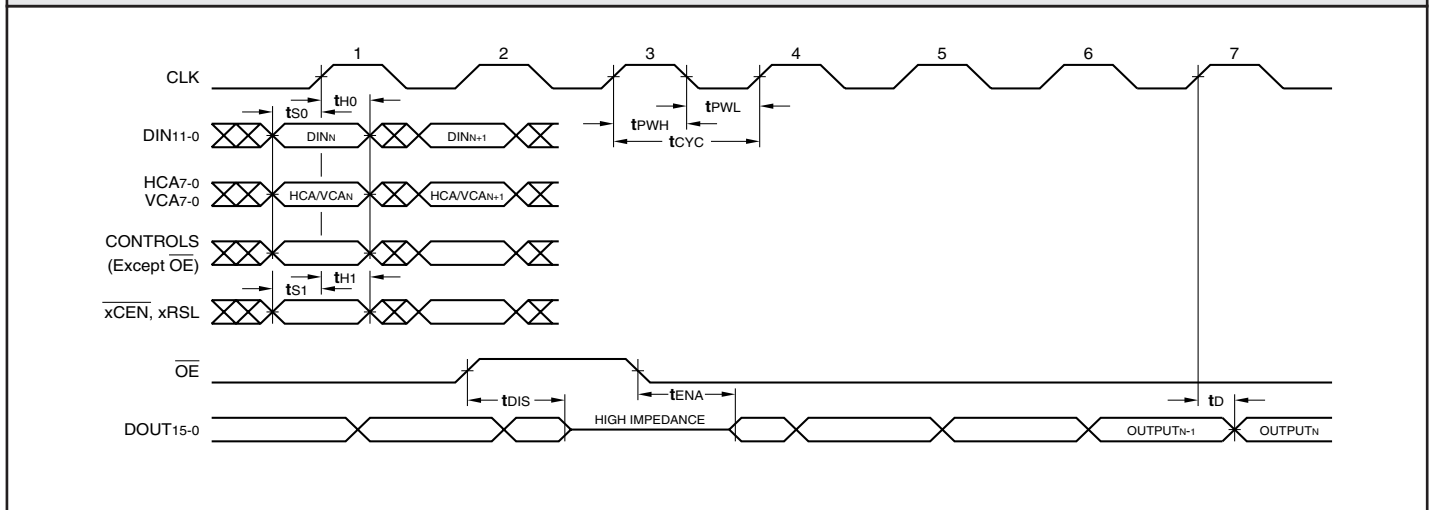 1 2 3 4 5 6 7
CLK
tS0 tH0
tPWL
tPWH
tCYC
DIN11-0 DINN DINN+1
HCA7-0
VCA7-0
HCA/VCAN HCA/VCAN+1
CONTROLS
(Except OE)
tS1 tH1
xCEN, xRSL
OE
tDIS tENA tD
DOUT15-0 HIGH IMPEDANCE OUTPUTN-1 OUTPUTN